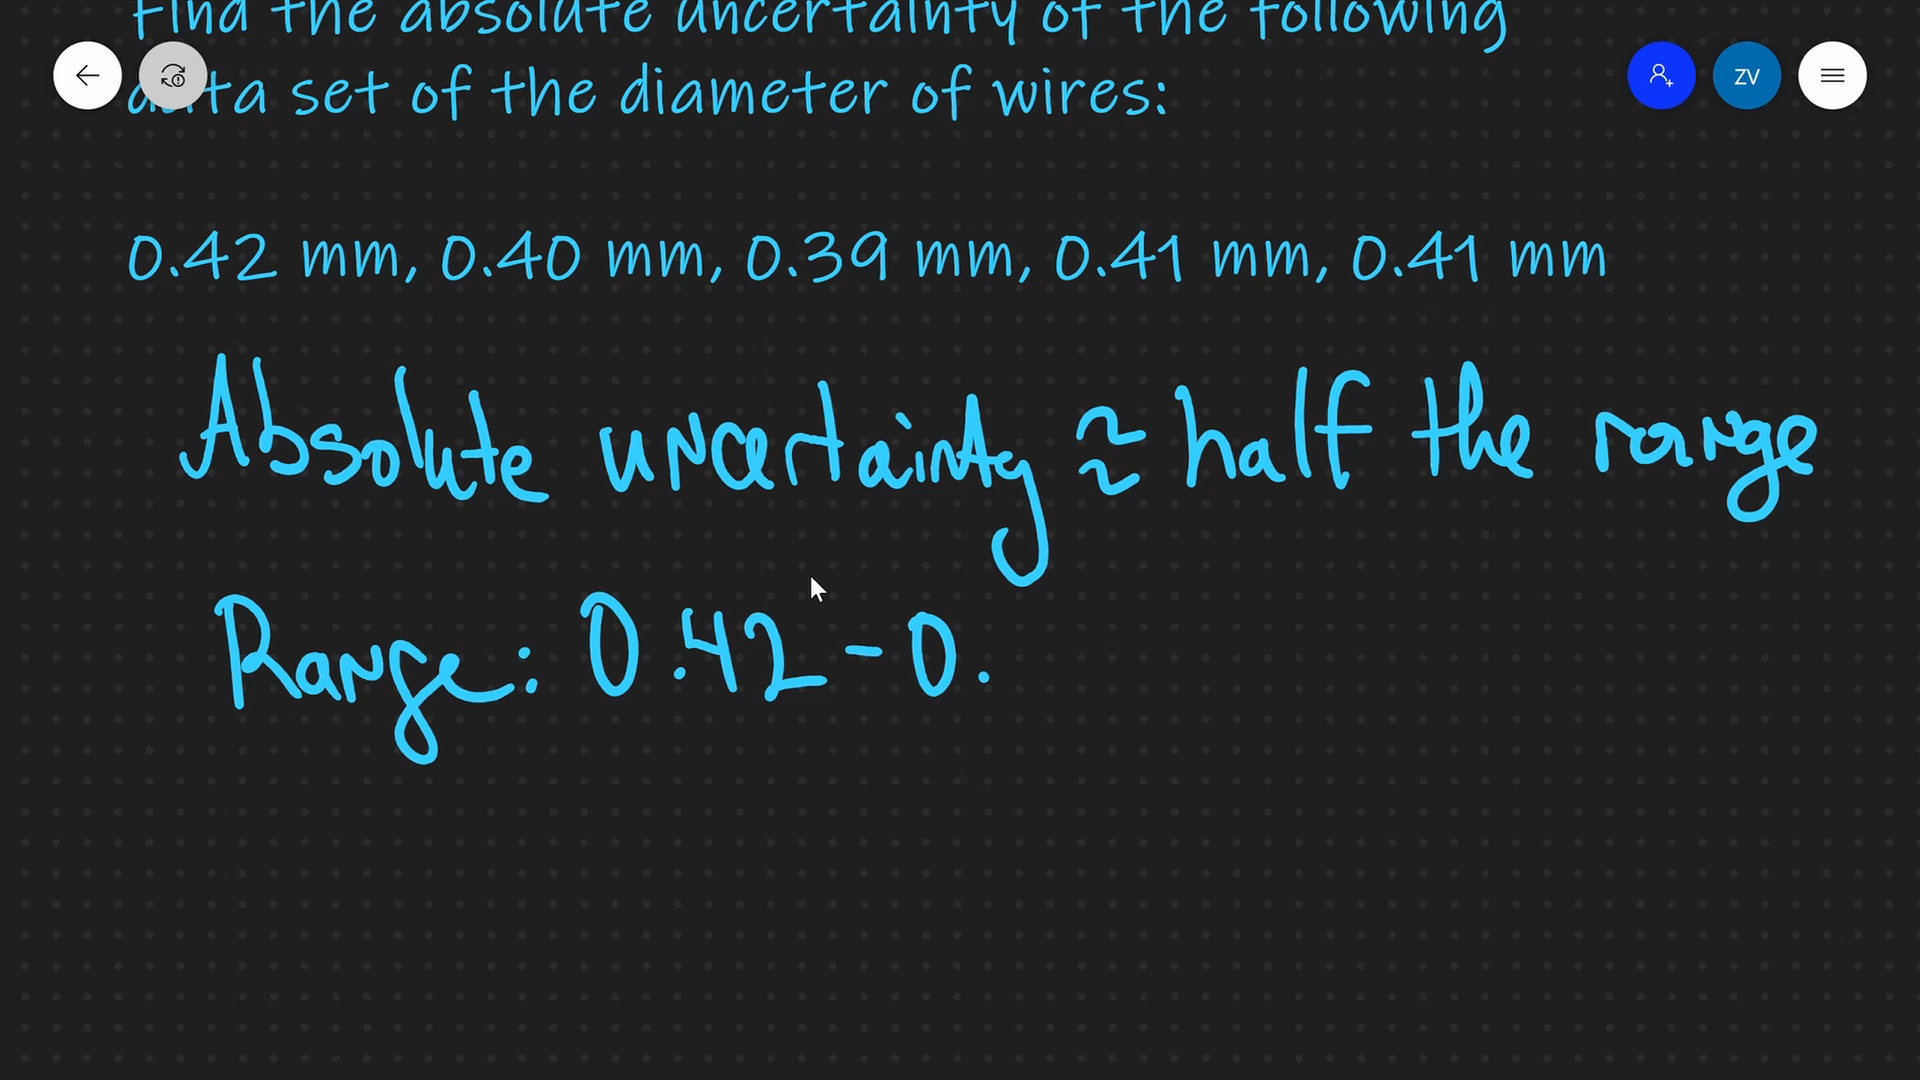 Find the absolute uncertainty of the following
data set of the diameter of wires:
ZV
0.42 mm, 0.40 mm, 0.39 mm, 0.41 mm, 0.41 mm
Absolute uncertainty ≈ half the range
Range: 0.42 - 0.